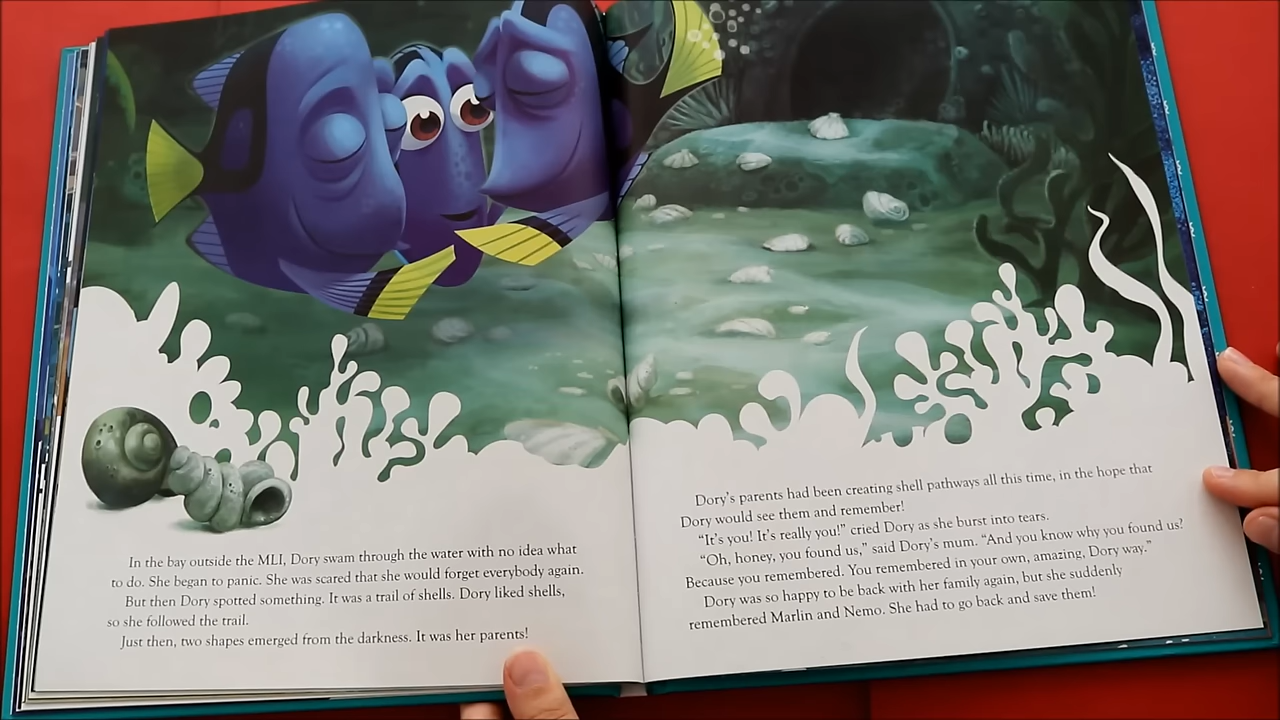 In the bay outside the MLI, Dory swam through the water with no idea what
to do. She began to panic. She was scared that she would forget everybody again.
But then Dory spotted something. It was a trail of shells. Dory liked shells,
so she followed the trail.
Just then, two shapes emerged from the darkness. It was her parents!
Dory's parents had been creating shell pathways all this time, in the hope that
Dory would see them and remember!
"It's you! It's really you!" cried Dory as she burst into tears.
"Oh, honey, you found us," said Dory's mum. "And you know why you found us?
Because you remembered. You remembered in your own, amazing, Dory way."
Dory was so happy to be back with her family again, but she suddenly
remembered Marlin and Nemo. She had to go back and save them!